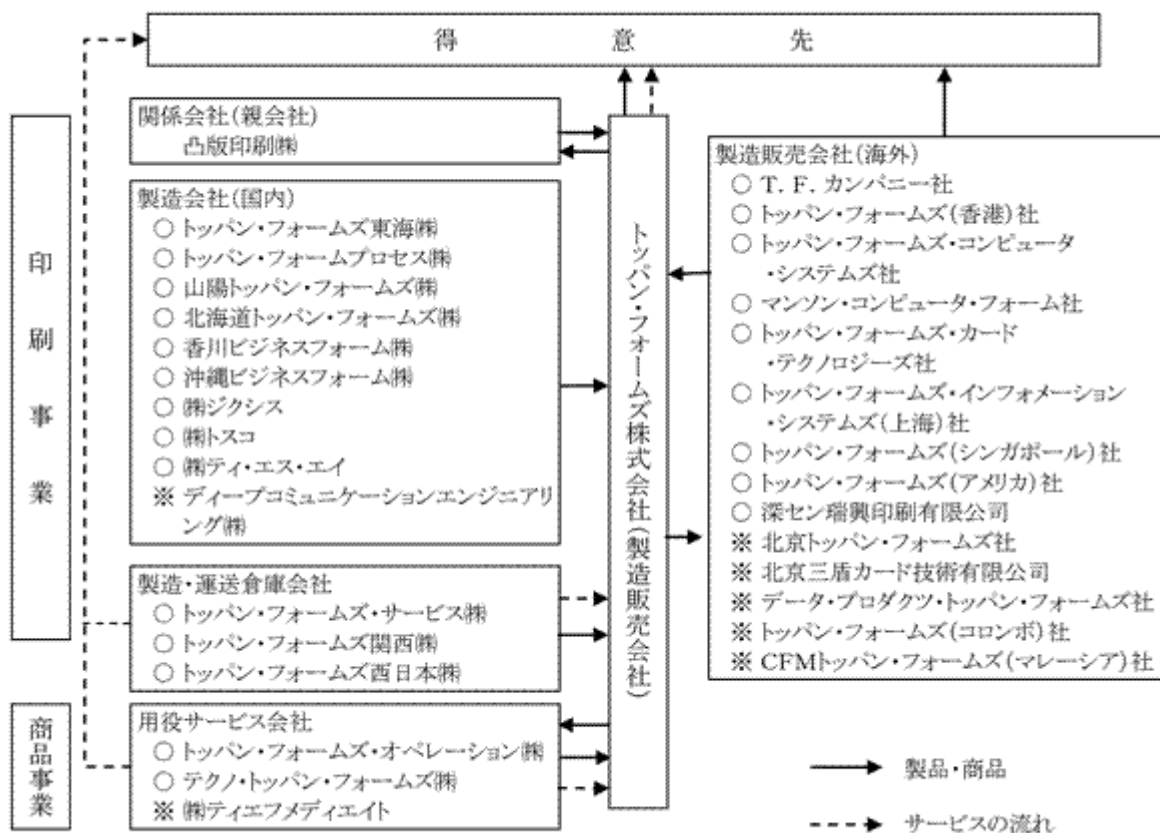 得意先
印刷事業
関係会社(親会社)
凸版印刷㈱
製造会社(国内)
○ トッパン・フォームズ東海㈱
○ トッパン・フォームプロセス㈱
○ 山陽トッパン・フォームズ㈱
○ 北海道トッパン・フォームズ㈱
○ 香川ビジネスフォーム㈱
○ 沖縄ビジネスフォーム㈱
○ ㈱ジクシス
○ ㈱トスコ
○ ㈱ティ・エス・エイ
※ ディープコミュニケーションエンジニアリ
ング㈱
製造・運送倉庫会社
○ トッパン・フォームズ・サービス㈱
○ トッパン・フォームズ関西㈱
○ トッパン・フォームズ西日本㈱
商品事業
用役サービス会社
○ トッパン・フォームズ・オペレーション㈱
○ テクノ・トッパン・フォームズ㈱
※ ㈱ティエフメディエイト
トッパン・フォームズ株式会社(製造販売会社)
製造販売会社(海外)
○ T. F. カンパニー社
○ トッパン・フォームズ(香港)社
○ トッパン・フォームズ・コンピュータ
・システムズ社
○ マンソン・コンピュータ・フォーム社
○ トッパン・フォームズ・カード
・テクノロジーズ社
○ トッパン・フォームズ・インフォメーション
・システムズ(上海)社
○ トッパン・フォームズ(シンガポール)社
○ トッパン・フォームズ(アメリカ)社
○ 深セン瑞興印刷有限公司
※ 北京トッパン・フォームズ社
※ 北京三盾カード技術有限公司
※ データ・プロダクツ・トッパン・フォームズ社
※ トッパン・フォームズ(コロンボ)社
※ CFMトッパン・フォームズ(マレーシア)社
製品・商品
サービスの流れ